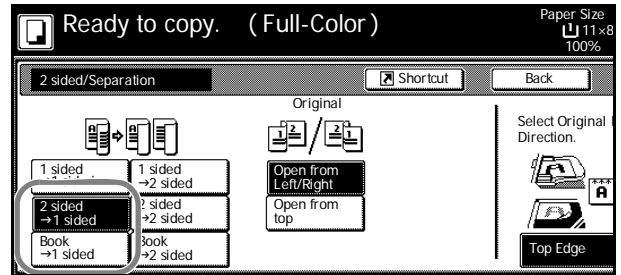 Ready to copy. (Full-Color)
Paper Size
11×8
100%
2 sided/Separation
Shortcut
Back
Original
Select Original
Direction.
1 sided
1 sided
→2 sided
Open from
Left/Right
2 sided
→1 sided
2 sided
→2 sided
Open from
top
Book
→1 sided
Book
→2 sided
Top Edge